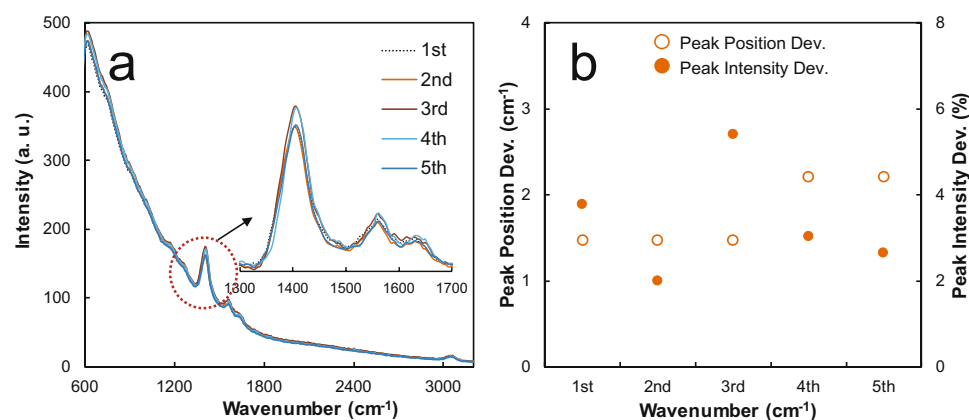 a
Intensity (a. u.)
500
400
300
200
100
0
600
1200
1800
2400
3000
Wavenumber (cm⁻¹)
1st
2nd
3rd
4th
5th
1300
1400
1500
1600
1700
b
Peak Position Dev. (cm⁻¹)
4
3
2
1
0
Peak Position Dev.
Peak Intensity Dev.
8
6
4
2
0
Peak Intensity Dev. (%)
1st
2nd
3rd
4th
5th
Wavenumber (cm⁻¹)